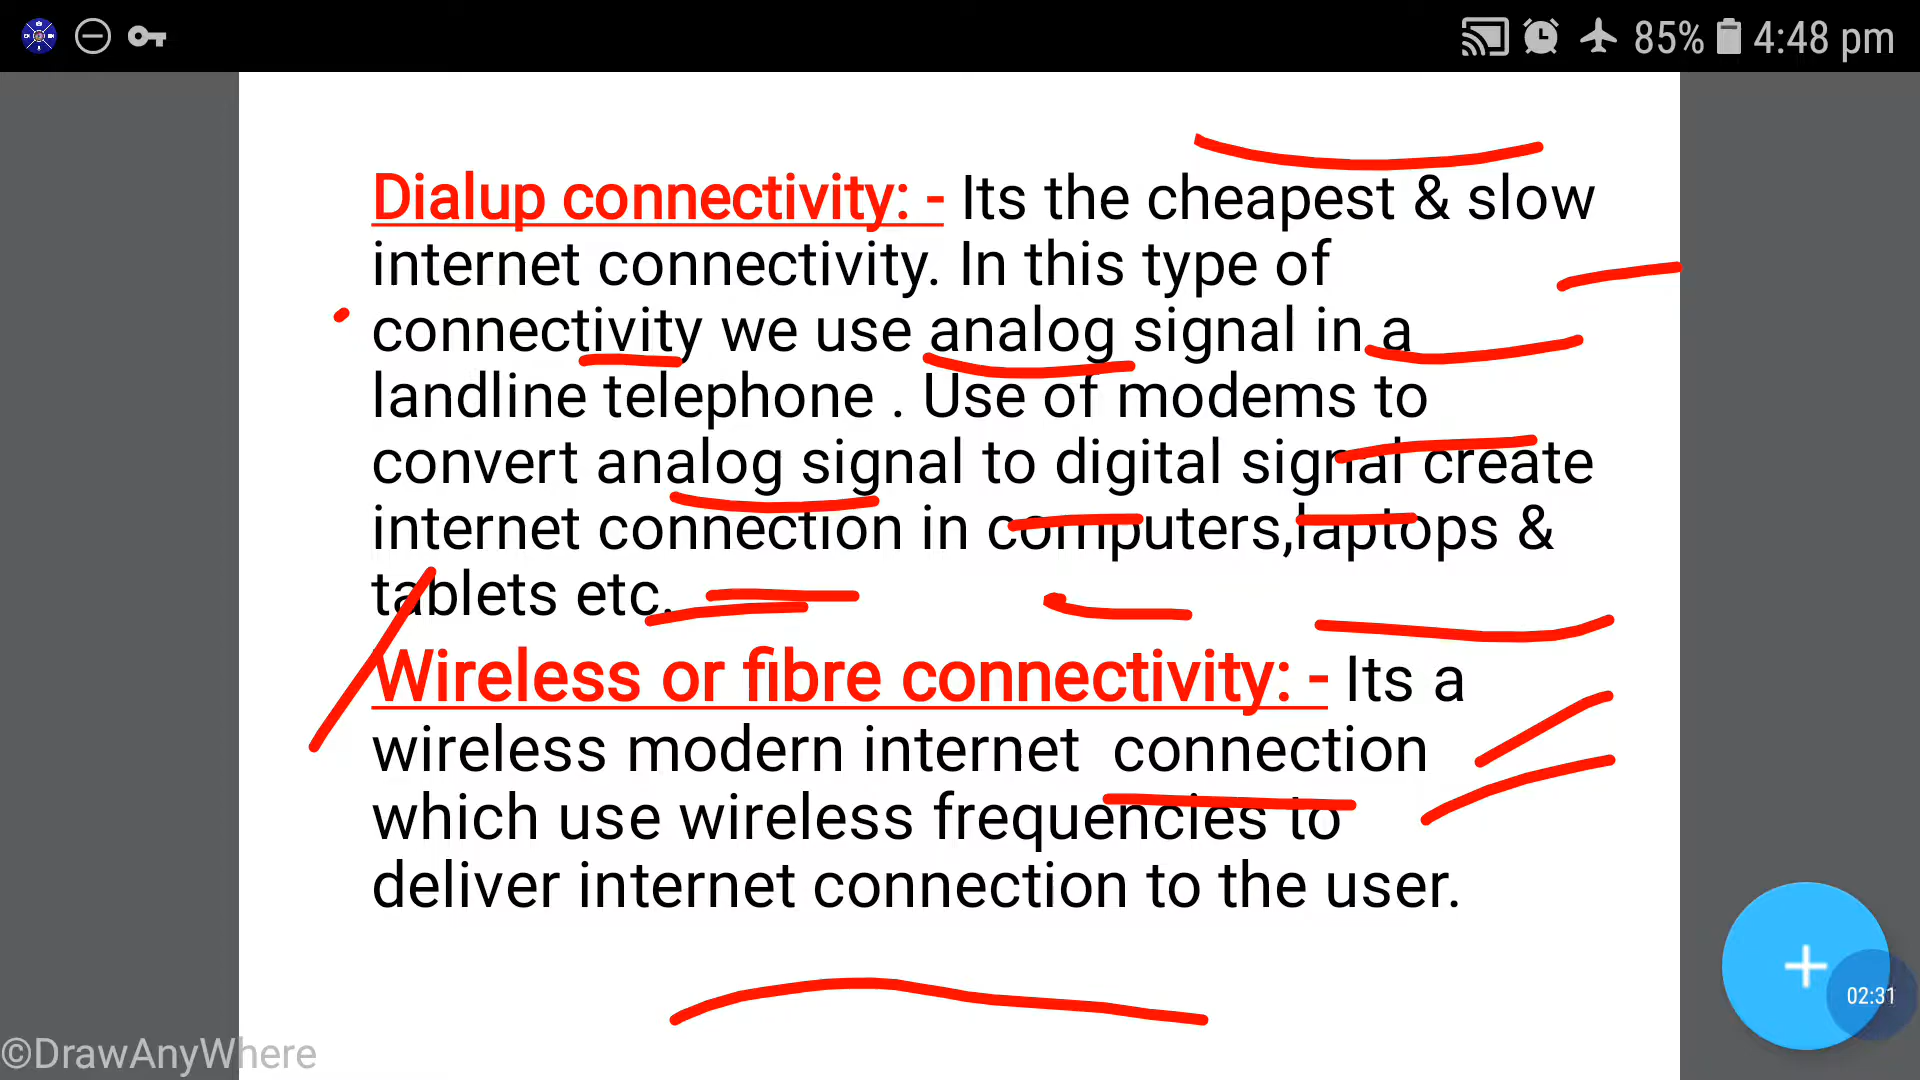 85% 4:48 pm
Dialup connectivity: - Its the cheapest & slow
internet connectivity. In this type of
connectivity we use analog signal in a
landline telephone . Use of modems to
convert analog signal to digital signal create
internet connection in computers,laptops &
tablets etc.
Wireless or fibre connectivity: - Its a
wireless modern internet  connection
which use wireless frequencies to
deliver internet connection to the user.
02:31
©DrawAnyWhere